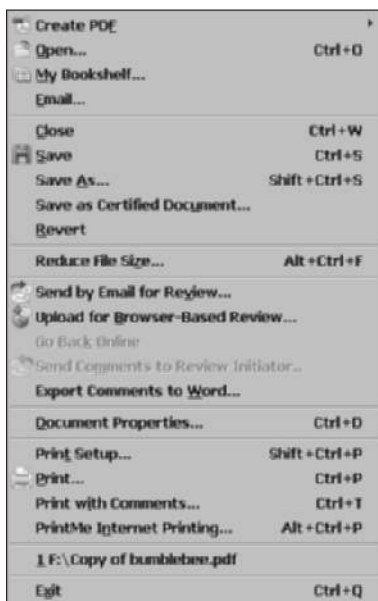 Create PDF
Open... Ctrl+O
My Bookshelf...
Email...
Close Ctrl+W
Save Ctrl+S
Save As... Shift+Ctrl+S
Save as Certified Document...
Revert
Reduce File Size... Alt+Ctrl+F
Send by Email for Review...
Upload for Browser-Based Review...
Go Back Online
Send Comments to Review Initiator...
Export Comments to Word...
Document Properties... Ctrl+D
Print Setup... Shift+Ctrl+P
Print... Ctrl+P
Print with Comments... Ctrl+T
PrintMe Internet Printing... Alt+Ctrl+P
1 F:\Copy of bumblebee.pdf
Exit Ctrl+Q